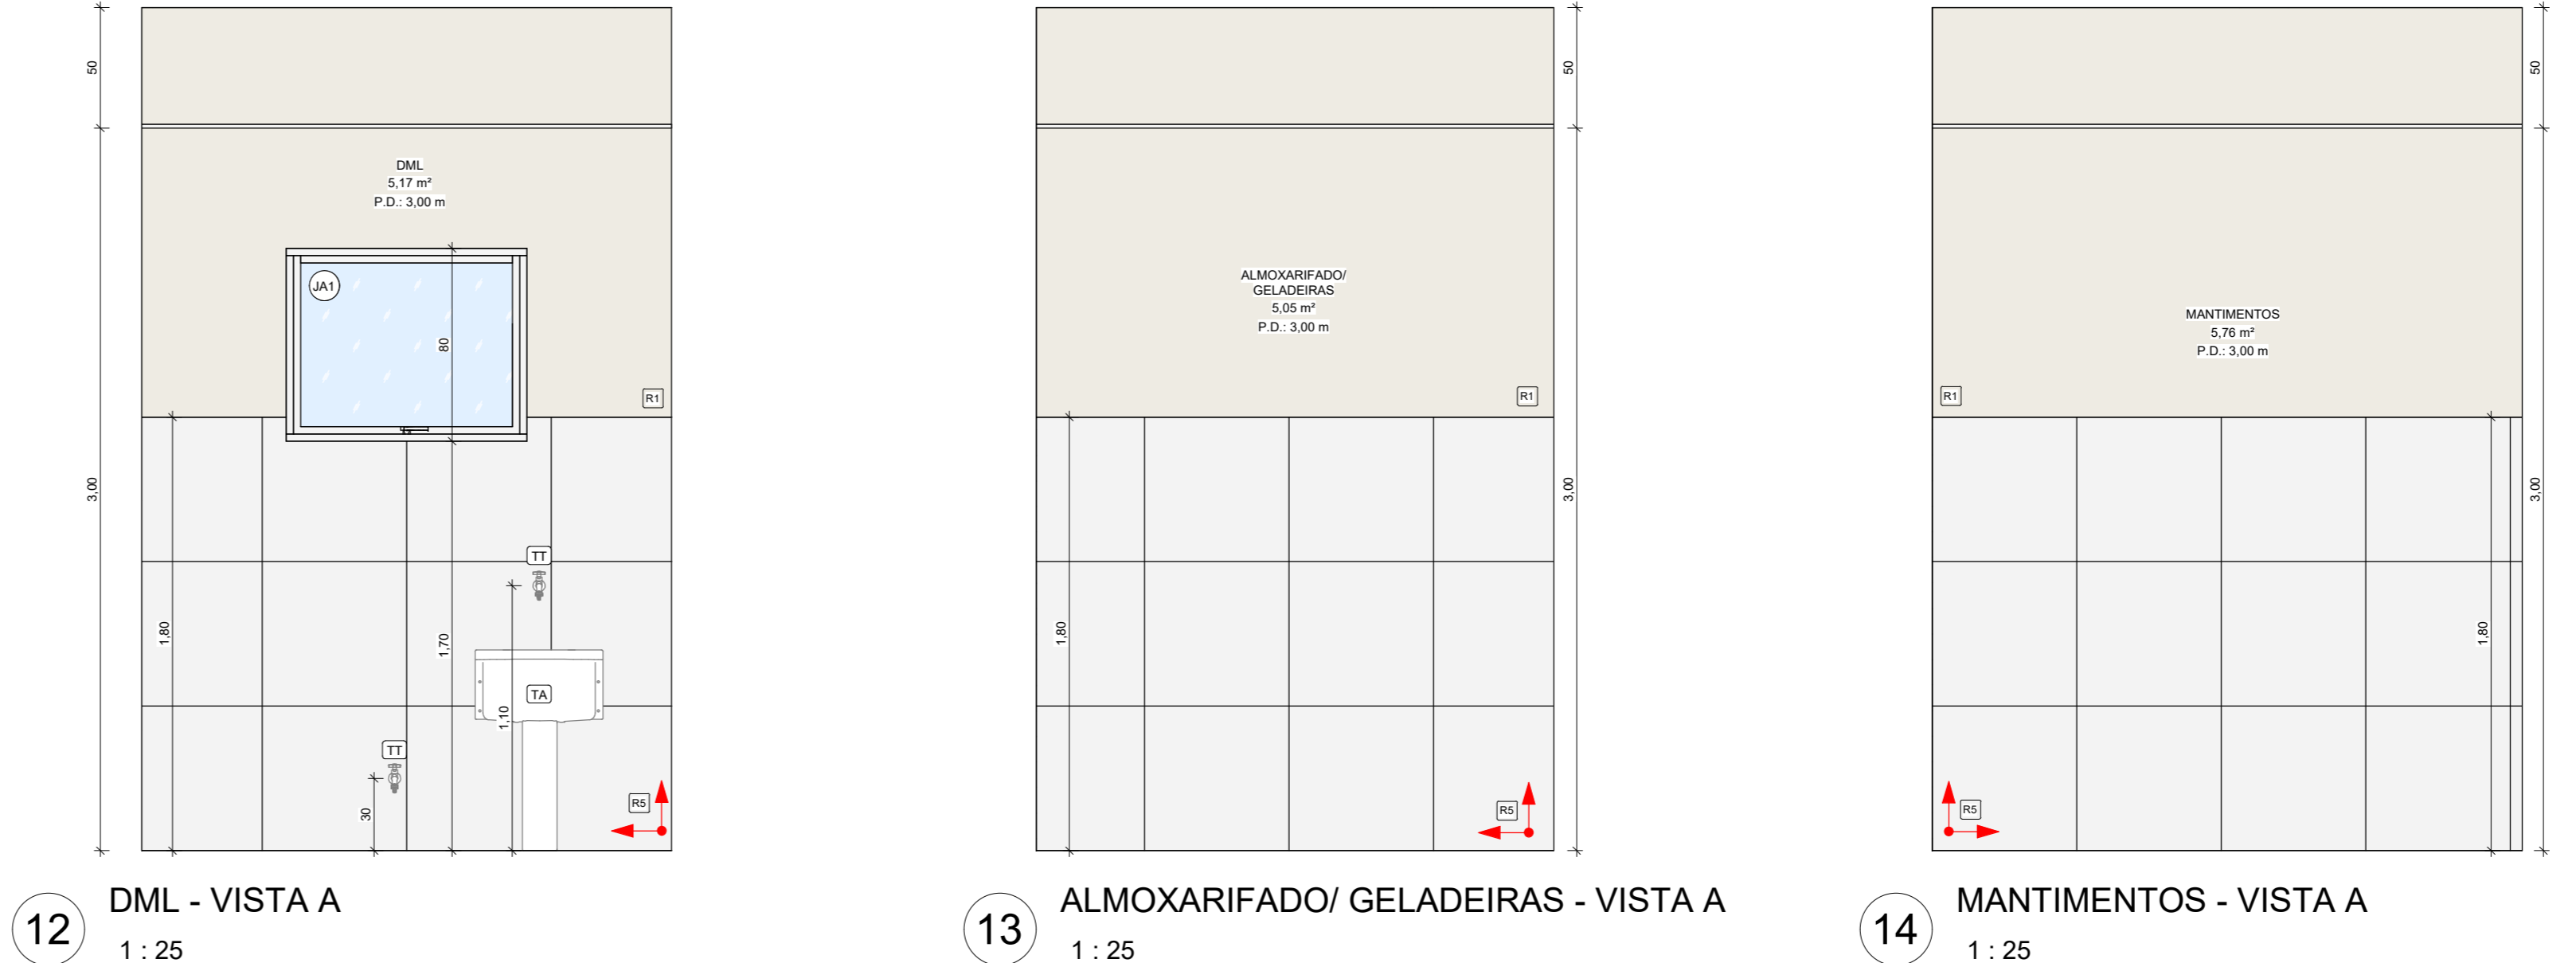 50
3,00
DML
5,17 m²
P.D.: 3,00 m
JA1
80
R1
1,80
1,70
TT
1,10
TA
TT
30
R5
12
DML - VISTA A
1 : 25
50
3,00
ALMOXARIFADO/
GELADEIRAS
5,05 m²
P.D.: 3,00 m
R1
1,80
R5
13
ALMOXARIFADO/ GELADEIRAS - VISTA A
1 : 25
50
3,00
MANTIMENTOS
5,76 m²
P.D.: 3,00 m
R1
1,80
R5
14
MANTIMENTOS - VISTA A
1 : 25